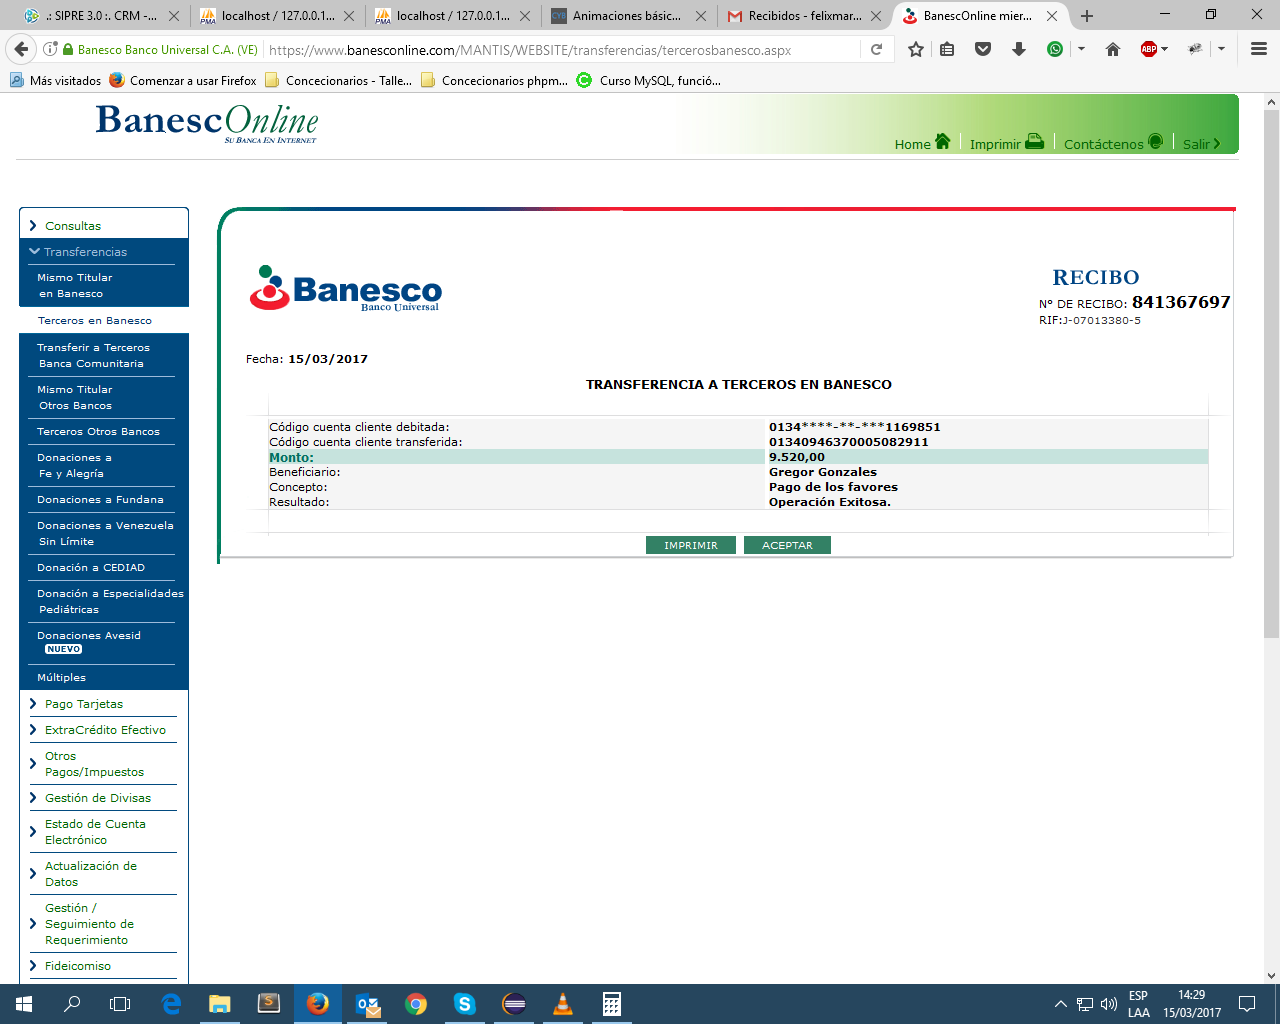 .: SIPRE 3.0 :. CRM -...
localhost / 127.0.0.1...
localhost / 127.0.0.1...
Animaciones básic...
Recibidos - felixmar...
BanescOnline mier...
Banesco Banco Universal C.A. (VE)
https://www.banesconline.com/MANTIS/WEBSITE/transferencias/tercerosbanesco.aspx
ABP
Más visitados
Comenzar a usar Firefox
Concecionarios - Talle...
Concecionarios phpm...
Curso MySQL, funció...
BanescOnline
SU BANCA EN INTERNET
Home
Imprimir
Contáctenos
Salir
Consultas
Transferencias
Mismo Titular
en Banesco
Terceros en Banesco
Transferir a Terceros
Banca Comunitaria
Mismo Titular
Otros Bancos
Terceros Otros Bancos
Donaciones a
Fe y Alegría
Donaciones a Fundana
Donaciones a Venezuela
Sin Límite
Donación a CEDIAD
Donación a Especialidades
Pediátricas
Donaciones Avesid
NUEVO
Múltiples
Pago Tarjetas
ExtraCrédito Efectivo
Otros
Pagos/Impuestos
Gestión de Divisas
Estado de Cuenta
Electrónico
Actualización de
Datos
Gestión /
Seguimiento de
Requerimiento
Fideicomiso
Banesco
Banco Universal
RECIBO
Nº DE RECIBO: 841367697
RIF:J-07013380-5
Fecha: 15/03/2017
TRANSFERENCIA A TERCEROS EN BANESCO
Código cuenta cliente debitada: 0134****-**-***1169851
Código cuenta cliente transferida: 01340946370005082911
Monto: 9.520,00
Beneficiario: Gregor Gonzales
Concepto: Pago de los favores
Resultado: Operación Exitosa.
IMPRIMIR
ACEPTAR
ESP
LAA
14:29
15/03/2017